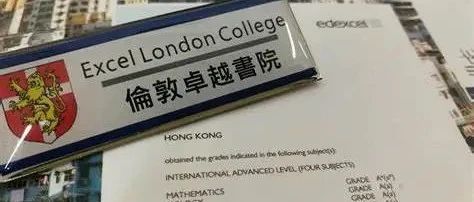 Excel London College
倫敦卓越書院
edexcel
HONG KONG
obtained the grades indicated in the following subject(s):
INTERNATIONAL ADVANCED LEVEL (FOUR SUBJECTS)
GRADE A*(a*)
MATHEMATICS GRADE A(a)
GRADE